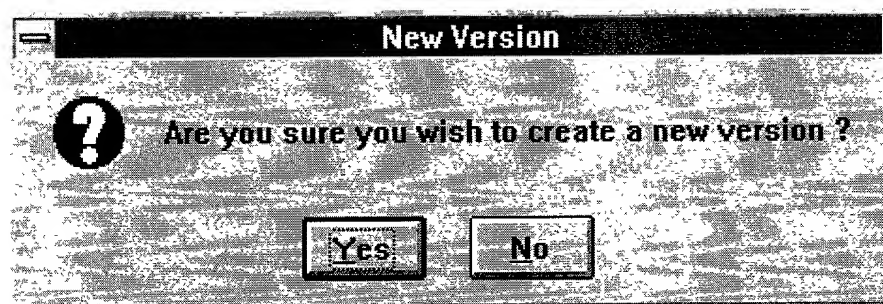 New Version
Are you sure you wish to create a new version ?
Yes
No